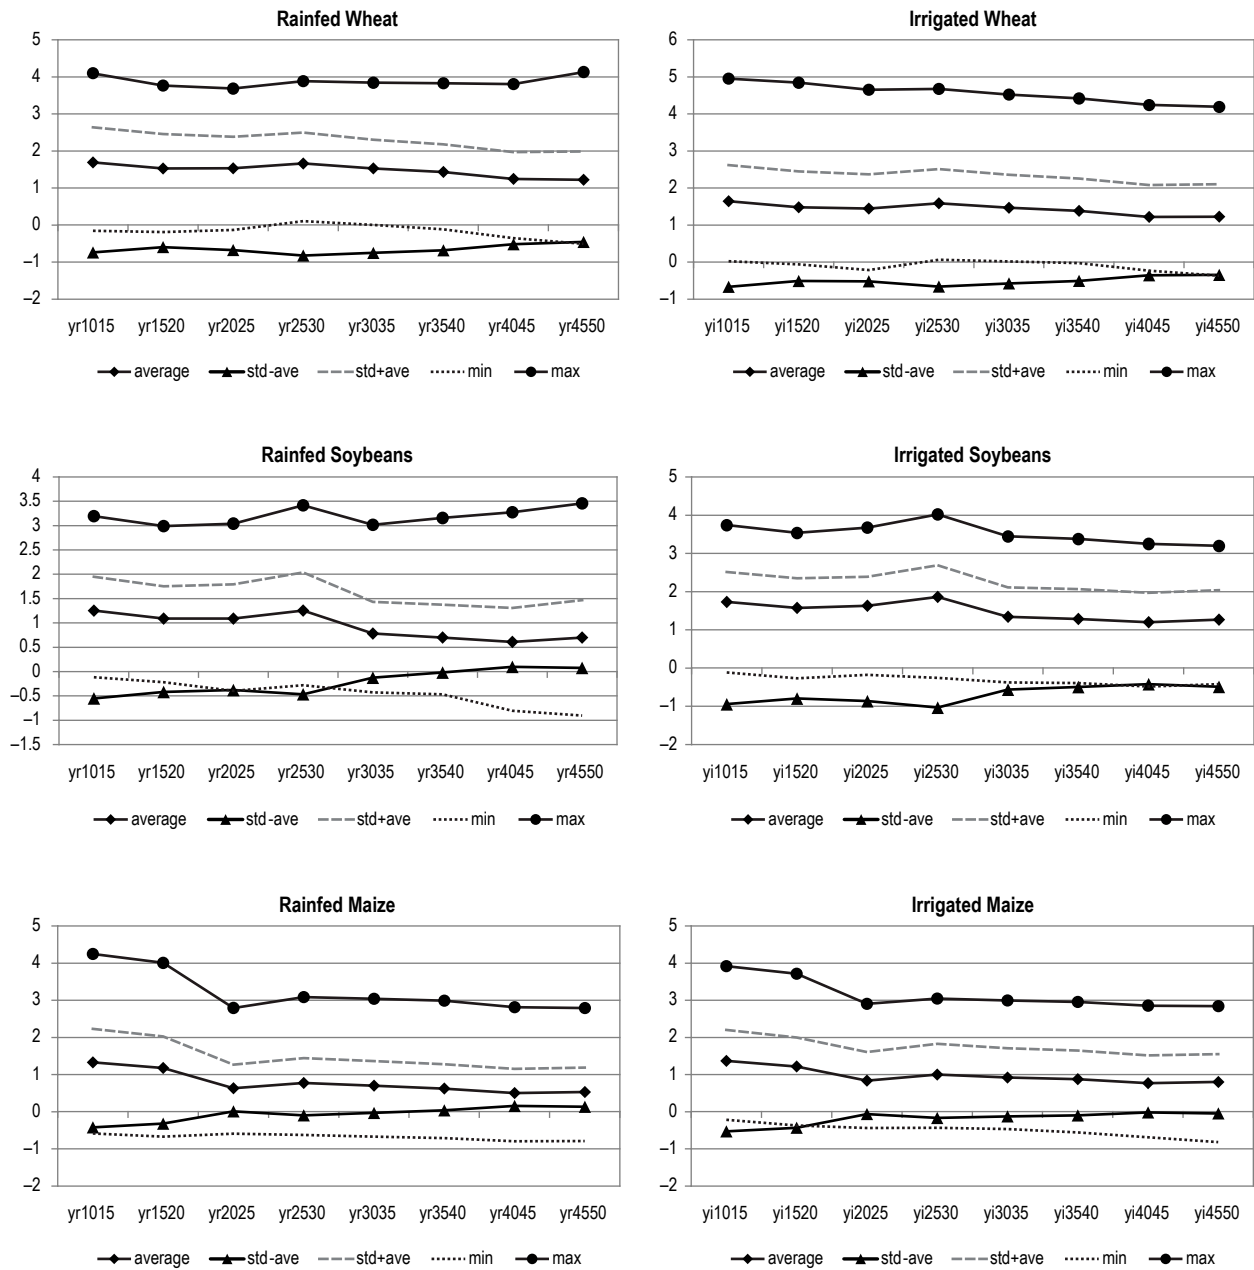 Rainfed Wheat
5
4
3
2
1
0
–1
–2
yr1015 yr1520 yr2025 yr2530 yr3035 yr3540 yr4045 yr4550
average std-ave std+ave min max
Irrigated Wheat
6
5
4
3
2
1
0
–1
yi1015 yi1520 yi2025 yi2530 yi3035 yi3540 yi4045 yi4550
average std-ave std+ave min max
Rainfed Soybeans
4
3.5
3
2.5
2
1.5
1
0.5
0
–0.5
–1
–1.5
yr1015 yr1520 yr2025 yr2530 yr3035 yr3540 yr4045 yr4550
average std-ave std+ave min max
Irrigated Soybeans
5
4
3
2
1
0
–1
–2
yi1015 yi1520 yi2025 yi2530 yi3035 yi3540 yi4045 yi4550
average std-ave std+ave min max
Rainfed Maize
5
4
3
2
1
0
–1
–2
yr1015 yr1520 yr2025 yr2530 yr3035 yr3540 yr4045 yr4550
average std-ave std+ave min max
Irrigated Maize
5
4
3
2
1
0
–1
–2
yi1015 yi1520 yi2025 yi2530 yi3035 yi3540 yi4045 yi4550
average std-ave std+ave min max